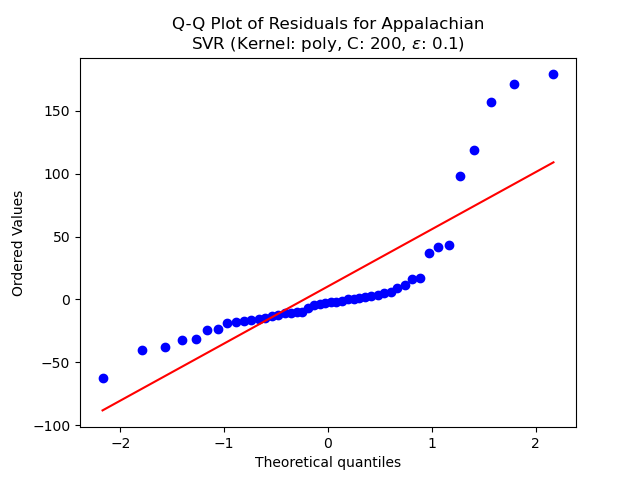 Q-Q Plot of Residuals for Appalachian
SVR (Kernel: poly, C: 200, ε: 0.1)
Ordered Values
150
100
50
0
−50
−100
−2
−1
0
1
2
Theoretical quantiles